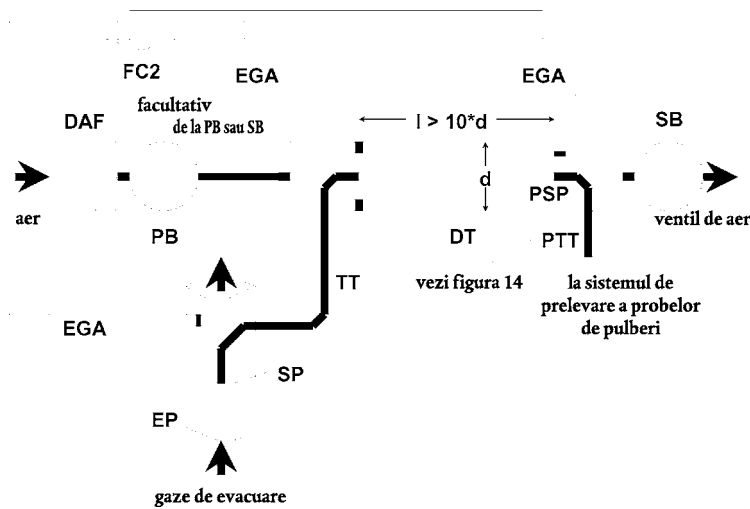 FC2
EGA
EGA
facultativ
de la PB sau SB
DAF
l > 10*d
SB
d
aer
PSP
ventil de aer
PB
DT
PTT
TT
vezi figura 14
la sistemul de
prelevare a probelor
de pulberi
EGA
SP
EP
gaze de evacuare